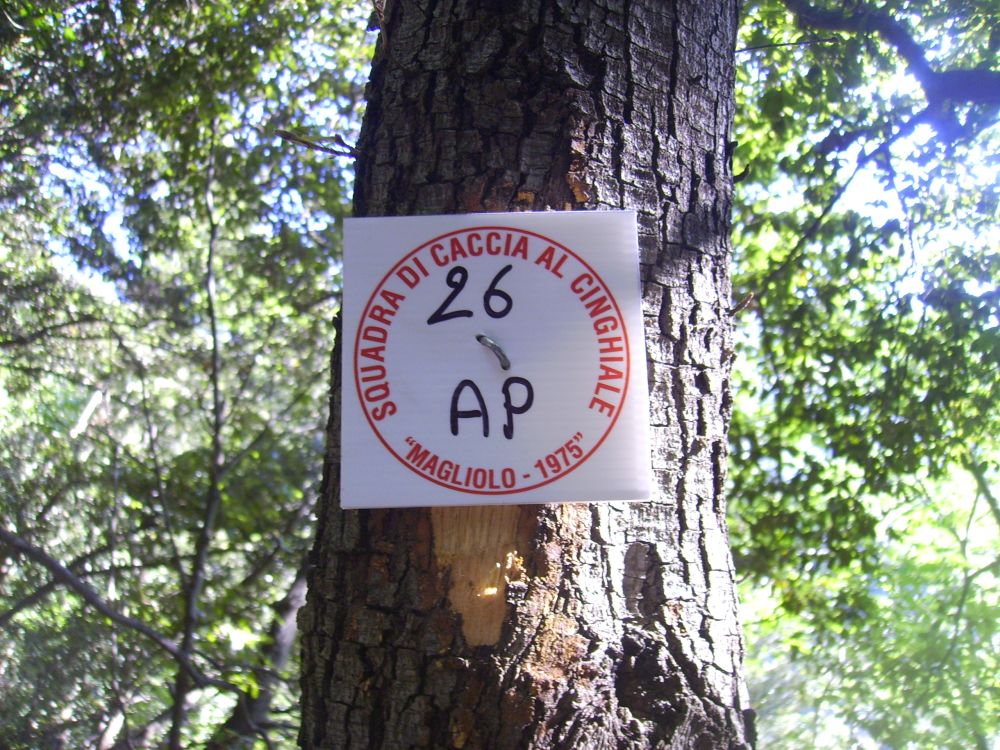 SQUADRA DI CACCIA AL CINGHIALE
26
AP
"MAGLIOLO - 1975"